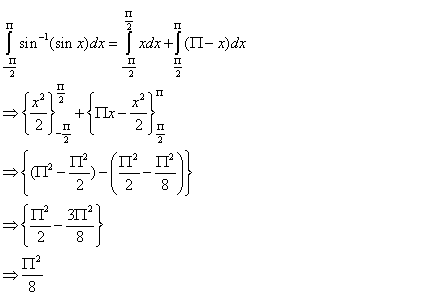 ∫_{-Π/2}^{Π} sin⁻¹(sin x)dx = ∫_{-Π/2}^{Π/2} xdx + ∫_{Π/2}^{Π} (Π − x)dx
⇒ {x²/2}_{-Π/2}^{Π/2} + {Πx − x²/2}_{Π/2}^{Π}
⇒ {(Π² − Π²/2) − (Π²/2 − Π²/8)}
⇒ {Π²/2 − 3Π²/8}
⇒ Π²/8